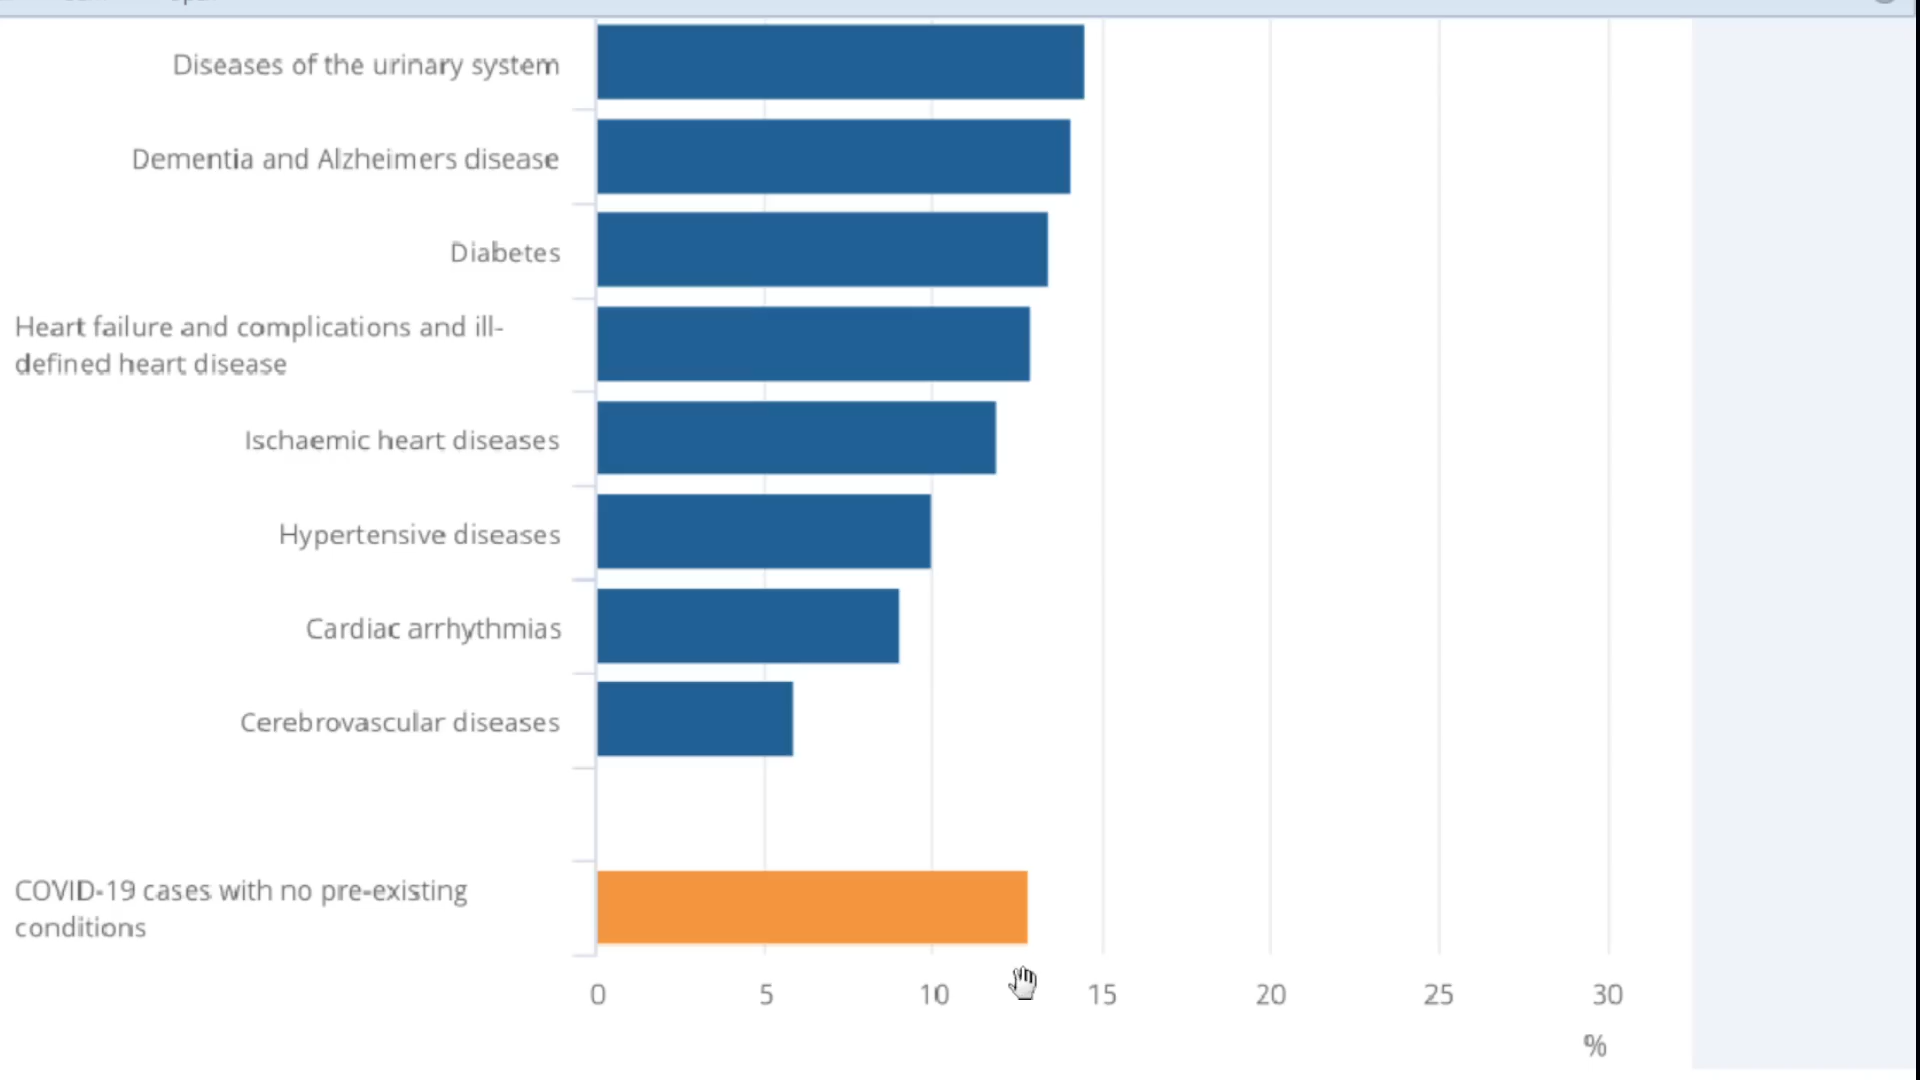 Diseases of the urinary system
Dementia and Alzheimers disease
Diabetes
Heart failure and complications and ill-
defined heart disease
Ischaemic heart diseases
Hypertensive diseases
Cardiac arrhythmias
Cerebrovascular diseases
COVID-19 cases with no pre-existing
conditions
0 5 10 15 20 25 30
%